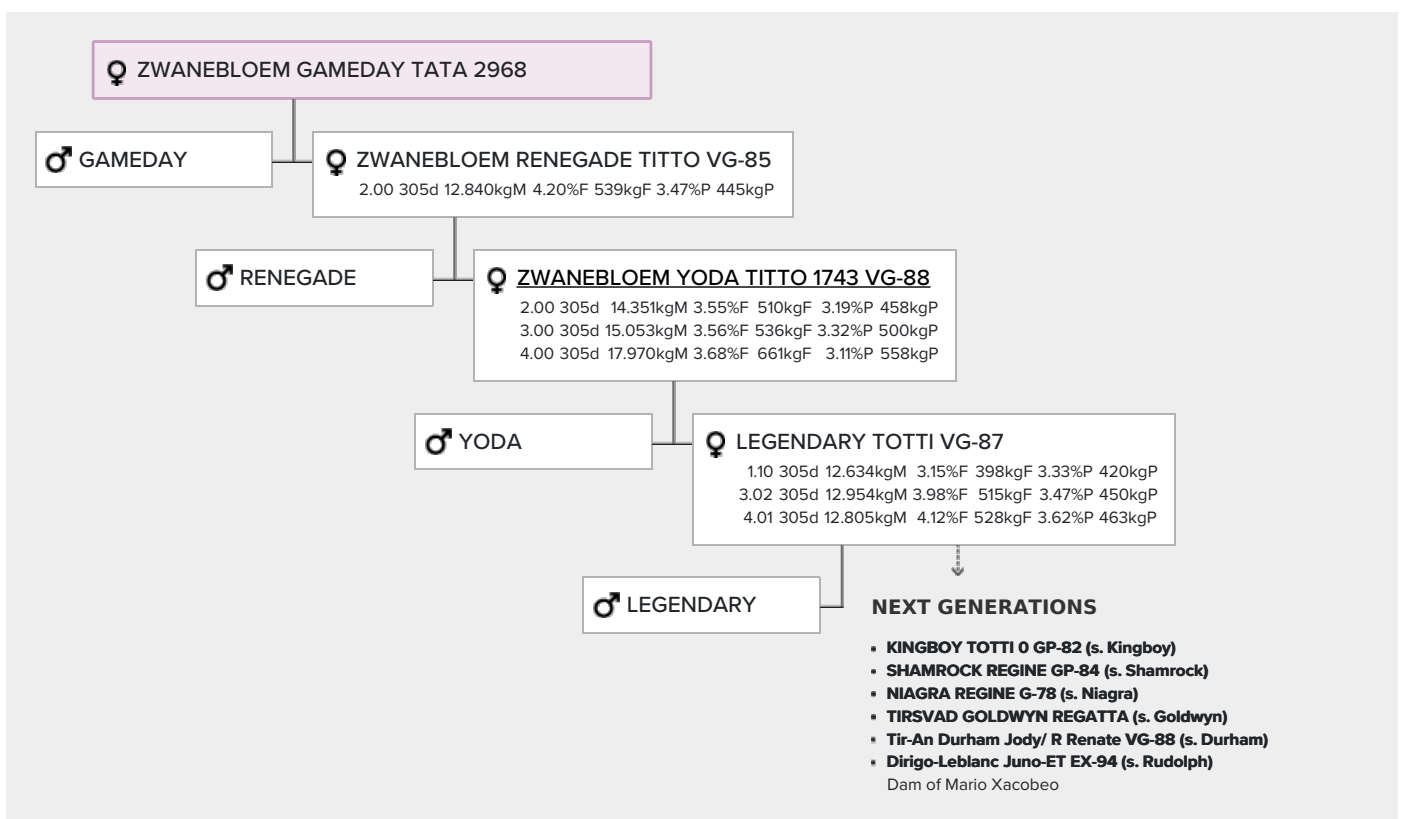 ZWANEBLOEM GAMEDAY TATA 2968
GAMEDAY
ZWANEBLOEM RENEGADE TITTO VG-85
2.00 305d 12.840kgM 4.20%F 539kgF 3.47%P 445kgP
RENEGADE
ZWANEBLOEM YODA TITTO 1743 VG-88
2.00 305d 14.351kgM 3.55%F 510kgF 3.19%P 458kgP
3.00 305d 15.053kgM 3.56%F 536kgF 3.32%P 500kgP
4.00 305d 17.970kgM 3.68%F 661kgF 3.11%P 558kgP
YODA
LEGENDARY TOTTI VG-87
1.10 305d 12.634kgM 3.15%F 398kgF 3.33%P 420kgP
3.02 305d 12.954kgM 3.98%F 515kgF 3.47%P 450kgP
4.01 305d 12.805kgM 4.12%F 528kgF 3.62%P 463kgP
LEGENDARY
NEXT GENERATIONS
KINGBOY TOTTI 0 GP-82 (s. Kingboy)
SHAMROCK REGINE GP-84 (s. Shamrock)
NIAGRA REGINE G-78 (s. Niagra)
TIRSVAD GOLDWYN REGATTA (s. Goldwyn)
Tir-An Durham Jody/ R Renate VG-88 (s. Durham)
Dirigo-Leblanc Juno-ET EX-94 (s. Rudolph)
Dam of Mario Xacobeo